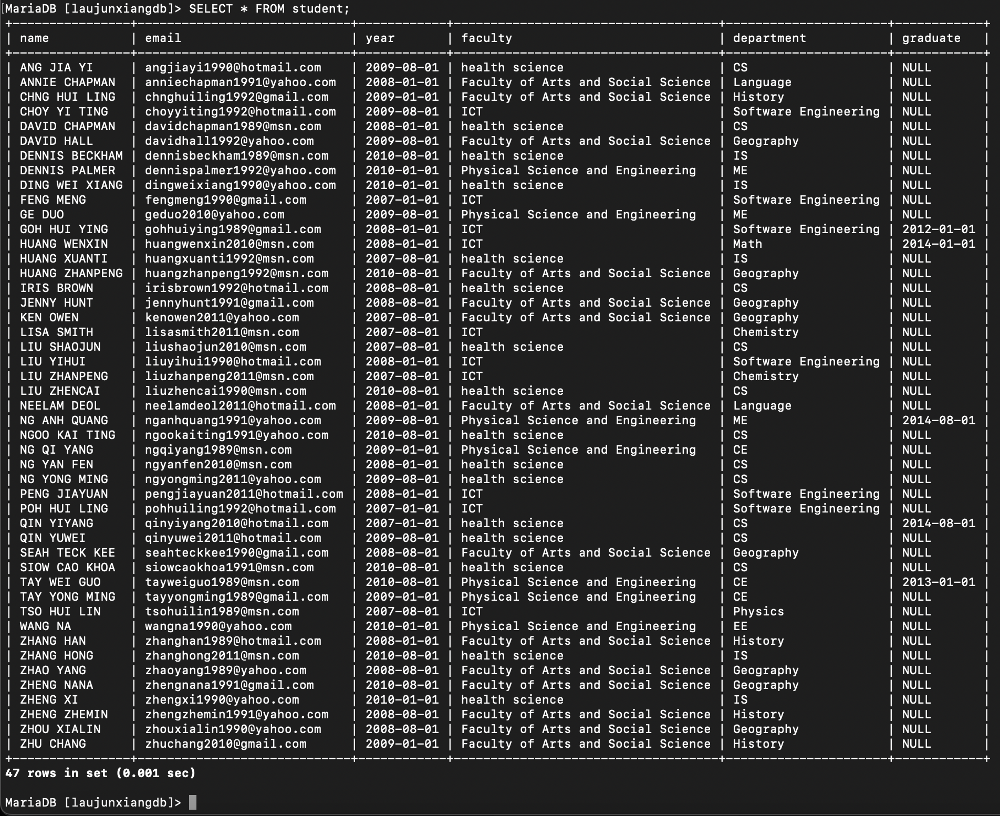 MariaDB [laujunxiangdb]> SELECT * FROM student;
+-----------------+------------------------------+-------------+-------------------------------------+-----------------------+-------------+
| name            | email                        | year        | faculty                             | department            | graduate    |
+-----------------+------------------------------+-------------+-------------------------------------+-----------------------+-------------+
| ANG JIA YI | angjiayi1990@hotmail.com | 2009-08-01 | health science | CS | NULL |
| ANNIE CHAPMAN | anniechapman1991@yahoo.com | 2008-01-01 | Faculty of Arts and Social Science | Language | NULL |
| CHNG HUI LING | chnghuiling1992@gmail.com | 2009-01-01 | Faculty of Arts and Social Science | History | NULL |
| CHOY YI TING | choyyiting1992@hotmail.com | 2009-08-01 | ICT | Software Engineering | NULL |
| DAVID CHAPMAN | davidchapman1989@msn.com | 2008-01-01 | health science | CS | NULL |
| DAVID HALL | davidhall1992@yahoo.com | 2009-08-01 | Faculty of Arts and Social Science | Geography | NULL |
| DENNIS BECKHAM | dennisbeckham1989@msn.com | 2010-08-01 | health science | IS | NULL |
| DENNIS PALMER | dennispalmer1992@yahoo.com | 2010-01-01 | Physical Science and Engineering | ME | NULL |
| DING WEI XIANG | dingweixiang1990@yahoo.com | 2010-01-01 | health science | IS | NULL |
| FENG MENG | fengmeng1990@gmail.com | 2007-01-01 | ICT | Software Engineering | NULL |
| GE DUO | geduo2010@yahoo.com | 2009-08-01 | Physical Science and Engineering | ME | NULL |
| GOH HUI YING | gohhuiying1989@gmail.com | 2008-01-01 | ICT | Software Engineering | 2012-01-01 |
| HUANG WENXIN | huangwenxin2010@msn.com | 2008-01-01 | ICT | Math | 2014-01-01 |
| HUANG XUANTI | huangxuanti1992@msn.com | 2007-08-01 | health science | IS | NULL |
| HUANG ZHANPENG | huangzhanpeng1992@msn.com | 2010-08-01 | Faculty of Arts and Social Science | Geography | NULL |
| IRIS BROWN | irisbrown1992@hotmail.com | 2008-08-01 | health science | CS | NULL |
| JENNY HUNT | jennyhunt1991@gmail.com | 2008-08-01 | Faculty of Arts and Social Science | Geography | NULL |
| KEN OWEN | kenowen2011@yahoo.com | 2007-08-01 | Faculty of Arts and Social Science | Geography | NULL |
| LISA SMITH | lisasmith2011@msn.com | 2007-08-01 | ICT | Chemistry | NULL |
| LIU SHAOJUN | liushaojun2010@msn.com | 2007-08-01 | health science | CS | NULL |
| LIU YIHUI | liuyihui1990@hotmail.com | 2008-01-01 | ICT | Software Engineering | NULL |
| LIU ZHANPENG | liuzhanpeng2011@msn.com | 2007-08-01 | ICT | Chemistry | NULL |
| LIU ZHENCAI | liuzhencai1990@msn.com | 2010-08-01 | health science | CS | NULL |
| NEELAM DEOL | neelamdeol2011@hotmail.com | 2008-01-01 | Faculty of Arts and Social Science | Language | NULL |
| NG ANH QUANG | nganhquang1991@yahoo.com | 2009-08-01 | Physical Science and Engineering | ME | 2014-08-01 |
| NGOO KAI TING | ngookaiting1991@yahoo.com | 2010-08-01 | health science | CS | NULL |
| NG QI YANG | ngqiyang1989@msn.com | 2009-01-01 | Physical Science and Engineering | CE | NULL |
| NG YAN FEN | ngyanfen2010@msn.com | 2008-01-01 | health science | CS | NULL |
| NG YONG MING | ngyongming2011@yahoo.com | 2009-08-01 | health science | CS | NULL |
| PENG JIAYUAN | pengjiayuan2011@hotmail.com | 2008-01-01 | ICT | Software Engineering | NULL |
| POH HUI LING | pohhuiling1992@hotmail.com | 2007-01-01 | ICT | Software Engineering | NULL |
| QIN YIYANG | qinyiyang2010@hotmail.com | 2007-01-01 | health science | CS | 2014-08-01 |
| QIN YUWEI | qinyuwei2011@hotmail.com | 2009-08-01 | health science | CS | NULL |
| SEAH TECK KEE | seahteckkee1990@gmail.com | 2008-08-01 | Faculty of Arts and Social Science | Geography | NULL |
| SIOW CAO KHOA | siowcaokhoa1991@msn.com | 2010-08-01 | health science | CS | NULL |
| TAY WEI GUO | tayweiguo1989@msn.com | 2010-08-01 | Physical Science and Engineering | CE | 2013-01-01 |
| TAY YONG MING | tayyongming1989@gmail.com | 2009-01-01 | Physical Science and Engineering | CE | NULL |
| TSO HUI LIN | tsohuilin1989@msn.com | 2007-08-01 | ICT | Physics | NULL |
| WANG NA | wangna1990@yahoo.com | 2010-01-01 | Physical Science and Engineering | EE | NULL |
| ZHANG HAN | zhanghan1989@hotmail.com | 2008-01-01 | Faculty of Arts and Social Science | History | NULL |
| ZHANG HONG | zhanghong2011@msn.com | 2010-08-01 | health science | IS | NULL |
| ZHAO YANG | zhaoyang1989@yahoo.com | 2008-08-01 | Faculty of Arts and Social Science | Geography | NULL |
| ZHENG NANA | zhengnana1991@gmail.com | 2010-08-01 | Faculty of Arts and Social Science | Geography | NULL |
| ZHENG XI | zhengxi1990@yahoo.com | 2010-01-01 | health science | IS | NULL |
| ZHENG ZHEMIN | zhengzhemin1991@yahoo.com | 2008-08-01 | Faculty of Arts and Social Science | History | NULL |
| ZHOU XIALIN | zhouxialin1990@yahoo.com | 2008-08-01 | Faculty of Arts and Social Science | Geography | NULL |
| ZHU CHANG | zhuchang2010@gmail.com | 2009-01-01 | Faculty of Arts and Social Science | History | NULL |
+-----------------+------------------------------+-------------+-------------------------------------+-----------------------+-------------+
47 rows in set (0.001 sec)
MariaDB [laujunxiangdb]>